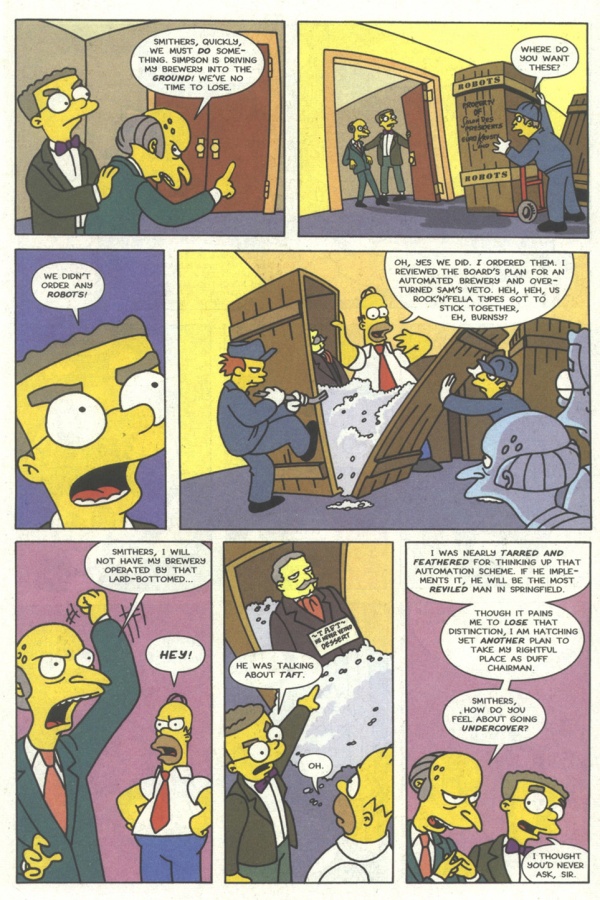 SMITHERS, QUICKLY,
WE MUST DO SOME-
THING. SIMPSON IS DRIVING
MY BREWERY INTO THE
GROUND! WE'VE NO
TIME TO LOSE.
WHERE DO
YOU WANT
THESE?
ROBOTS
PROPERTY
OF
LAND
ROBOTS
WE DIDN'T
ORDER ANY
ROBOTS!
OH, YES WE DID. I ORDERED THEM. I
REVIEWED THE BOARD'S PLAN FOR AN
AUTOMATED BREWERY AND OVER-
TURNED SAM'S VETO. HEH, HEH, US
ROCK'N'FELLA TYPES GOT TO
STICK TOGETHER,
EH, BURNSY?
SMITHERS, I WILL
NOT HAVE MY BREWERY
OPERATED BY THAT
LARD-BOTTOMED...
HEY!
~TAFT~
HE NEVER VETOED
DESSERT
HE WAS TALKING
ABOUT TAFT.
OH.
I WAS NEARLY TARRED AND
FEATHERED FOR THINKING UP THAT
AUTOMATION SCHEME. IF HE IMPLE-
MENTS IT, HE WILL BE THE MOST
REVILED MAN IN SPRINGFIELD.
THOUGH IT PAINS
ME TO LOSE THAT
DISTINCTION, I AM HATCHING
YET ANOTHER PLAN TO
TAKE MY RIGHTFUL
PLACE AS DUFF
CHAIRMAN.
SMITHERS,
HOW DO YOU
FEEL ABOUT GOING
UNDERCOVER?
I THOUGHT
YOU'D NEVER
ASK, SIR.